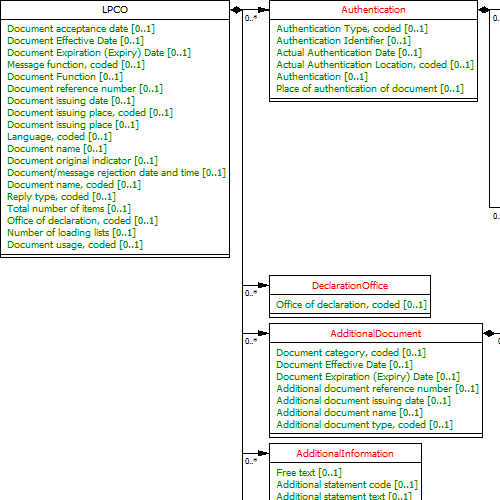 LPCO
Document acceptance date [0..1]
Document Effective Date [0..1]
Document Expiration (Expiry) Date [0..1]
Message function, coded [0..1]
Document Function [0..1]
Document reference number [0..1]
Document issuing date [0..1]
Document issuing place, coded [0..1]
Document issuing place [0..1]
Language, coded [0..1]
Document name [0..1]
Document original indicator [0..1]
Document/message rejection date and time [0..1]
Document name, coded [0..1]
Reply type, coded [0..1]
Total number of items [0..1]
Office of declaration, coded [0..1]
Number of loading lists [0..1]
Document usage, coded [0..1]
0..*
Authentication
Authentication Type, coded [0..1]
Authentication Identifier [0..1]
Actual Authentication Date [0..1]
Actual Authentication Location, coded [0..1]
Authentication [0..1]
Place of authentication of document [0..1]
0..
0.
0..*
DeclarationOffice
Office of declaration, coded [0..1]
0..*
AdditionalDocument
Document category, coded [0..1]
Document Effective Date [0..1]
Document Expiration (Expiry) Date [0..1]
Additional document reference number [0..1]
Additional document issuing date [0..1]
Additional document name [0..1]
Additional document type, coded [0..1]
0..*
AdditionalInformation
Free text [0..1]
Additional statement code [0..1]
Additional statement text [0..1]